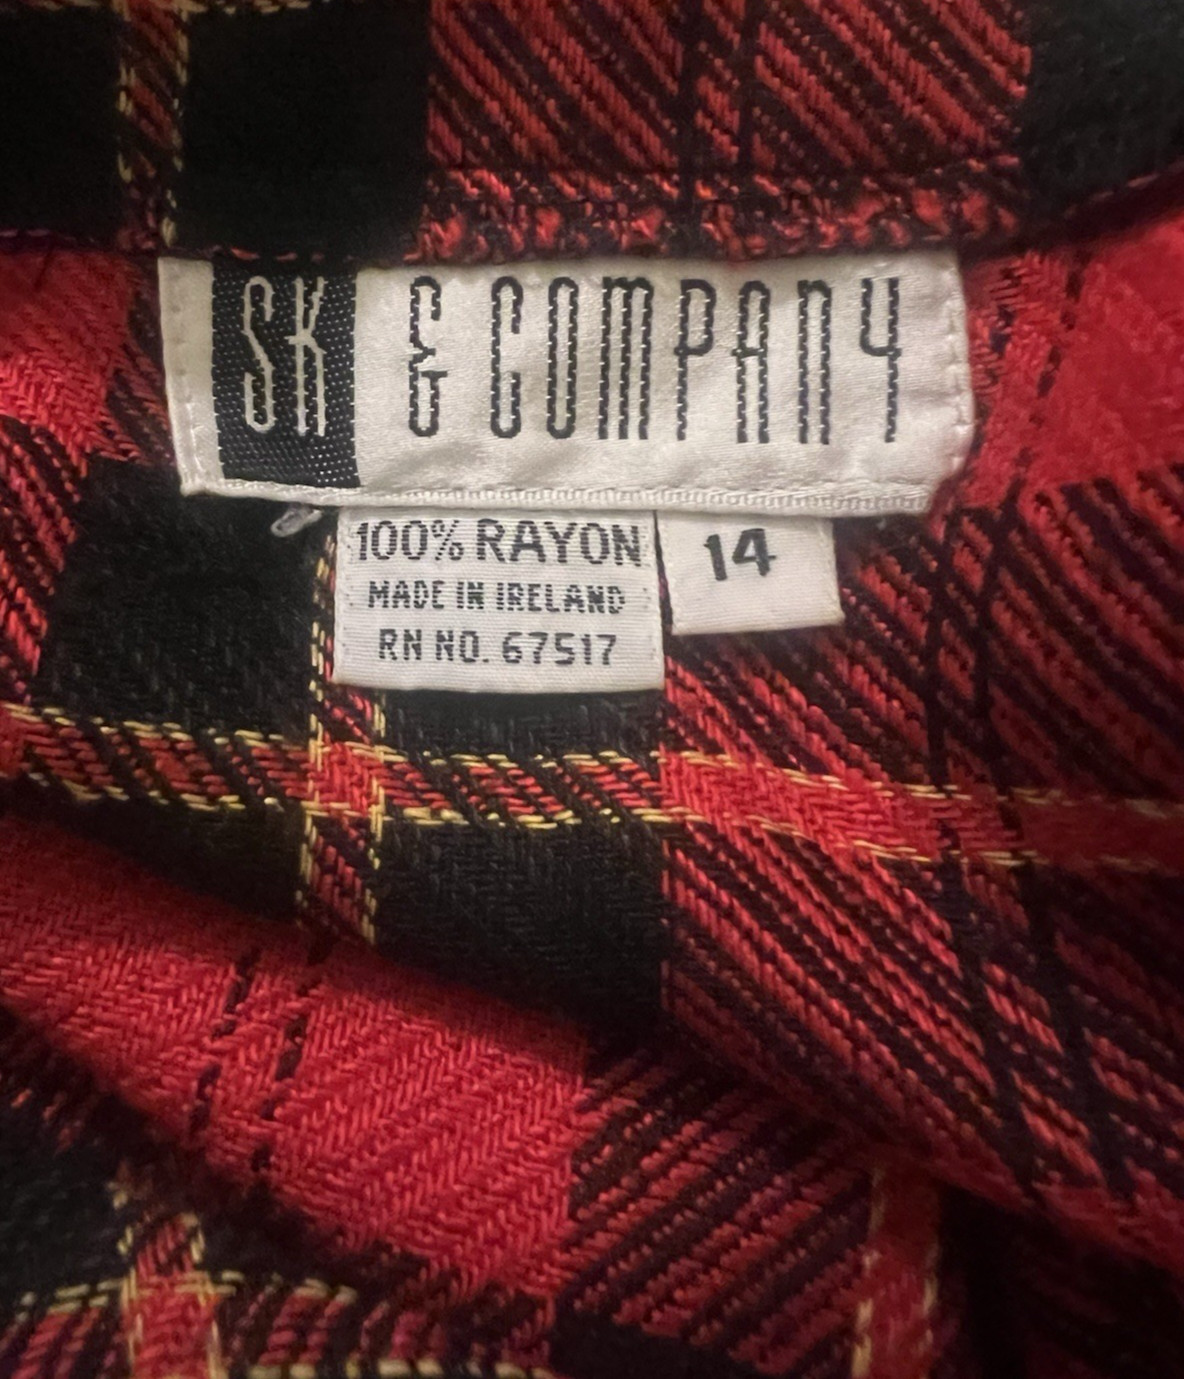 SK & COMPANY
100% RAYON
MADE IN IRELAND
RN NO. 67517
14